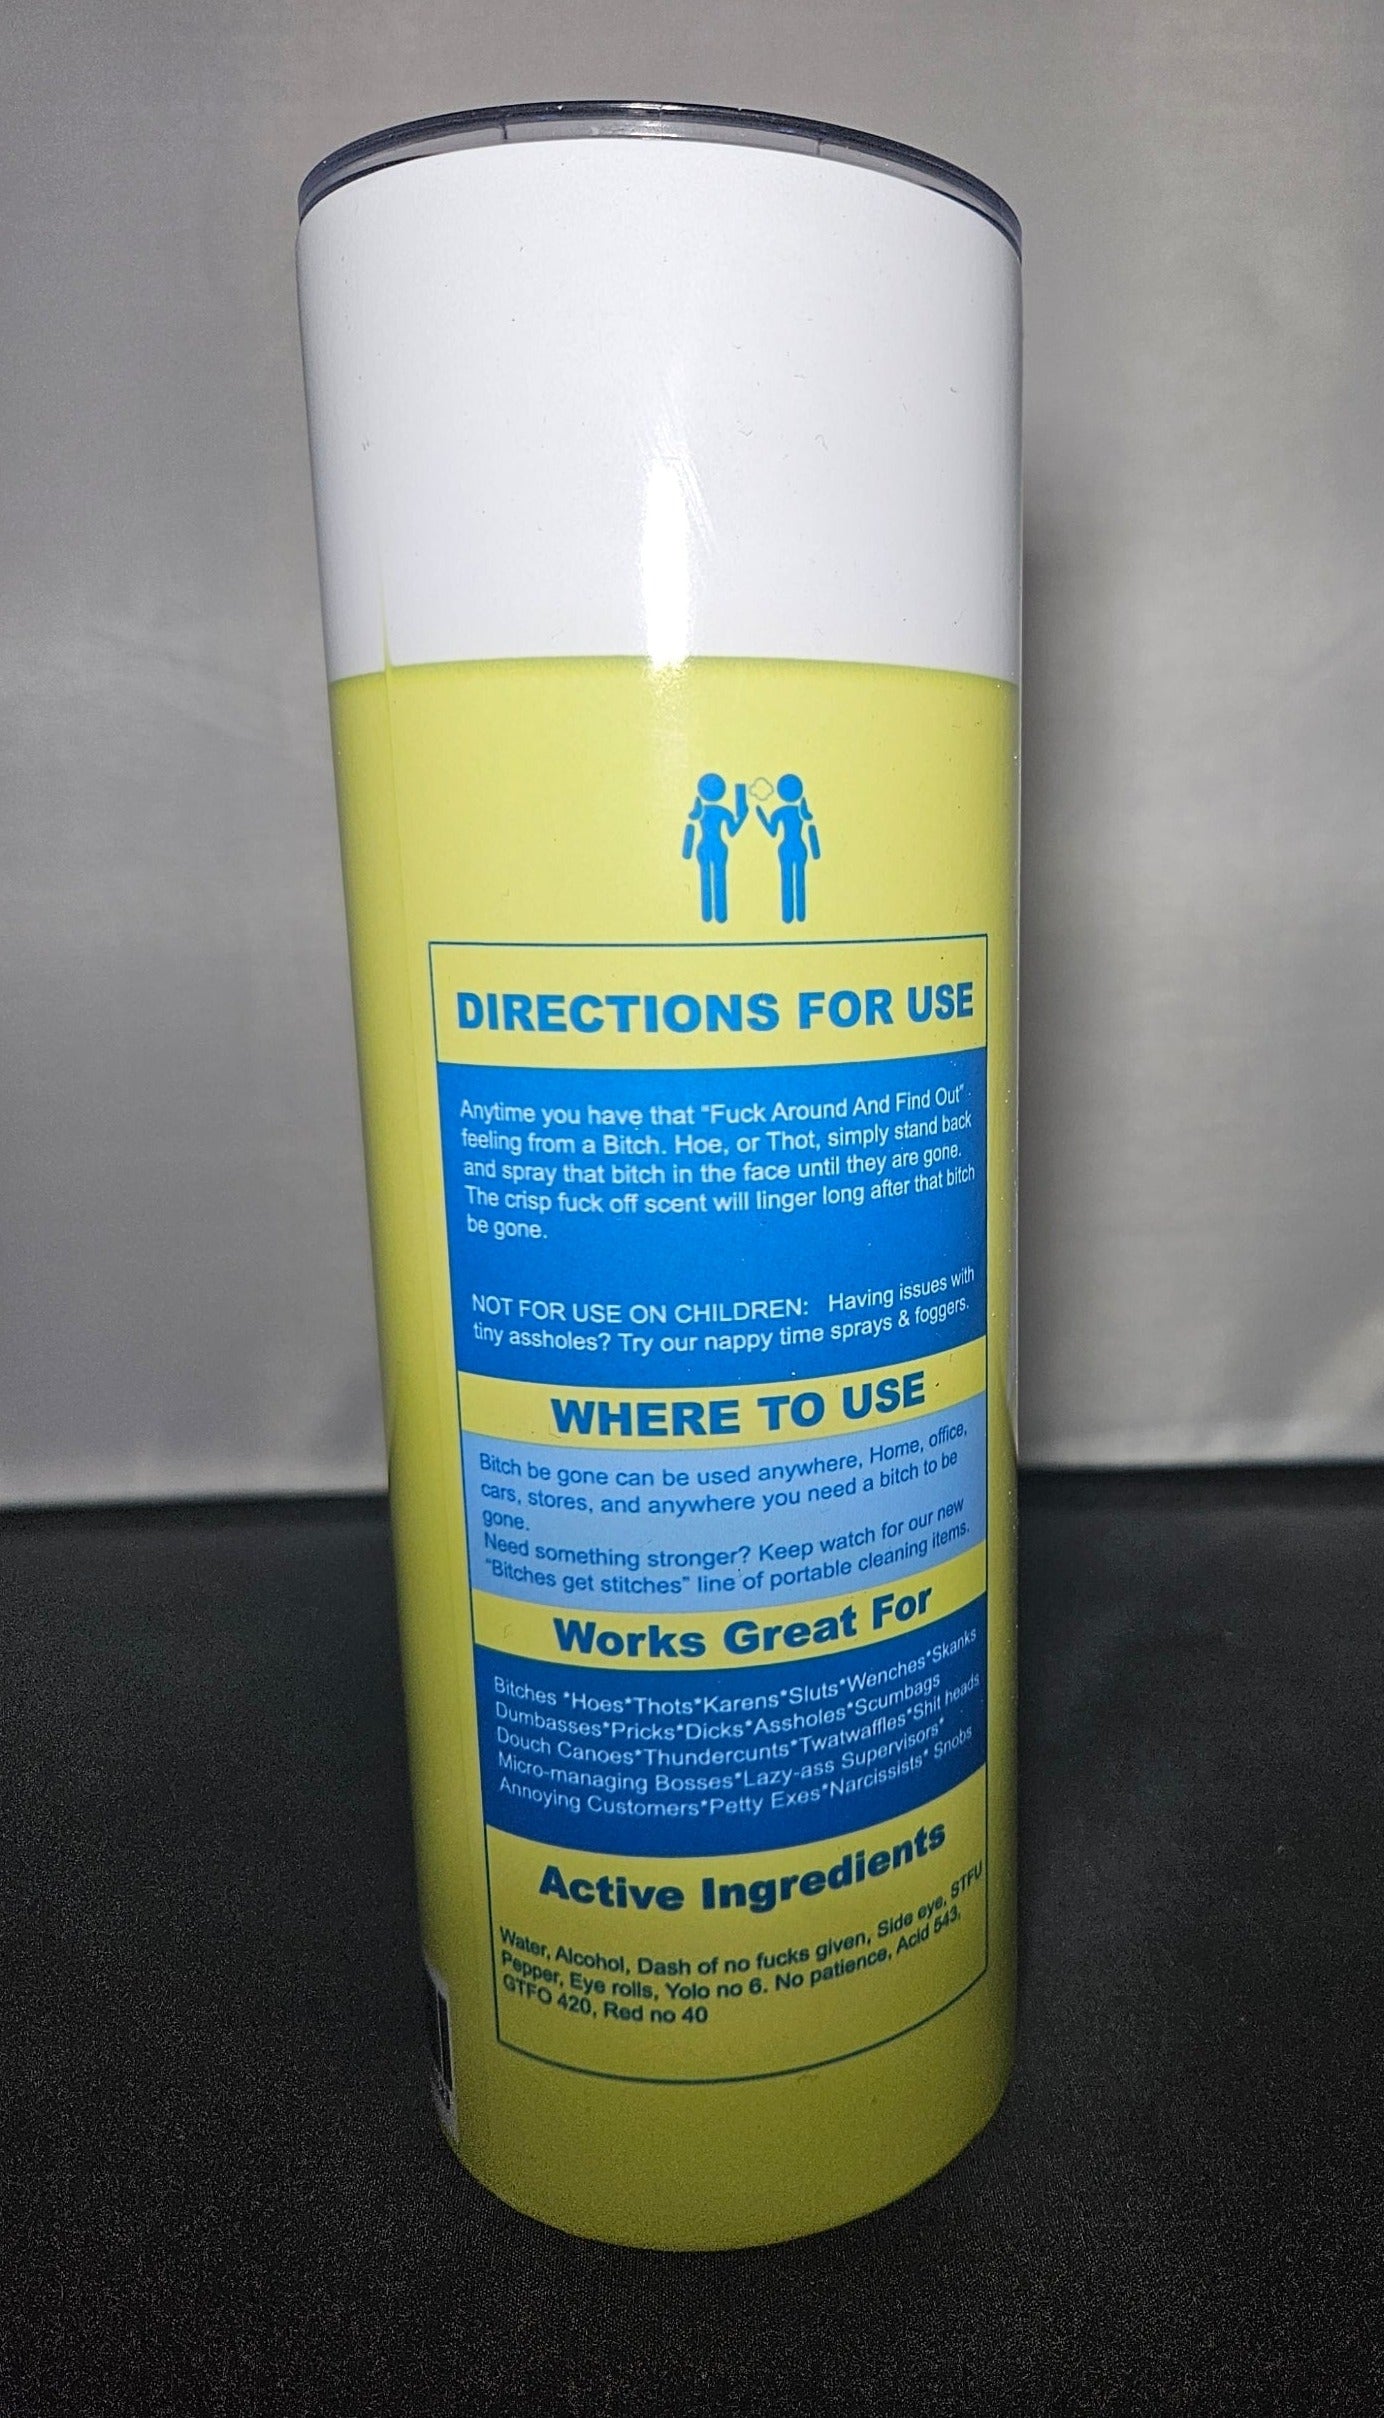 DIRECTIONS FOR USE
Anytime you have that "Fuck Around And Find Out"
feeling from a Bitch. Hoe, or Thot, simply stand back
and spray that bitch in the face until they are gone.
The crisp fuck off scent will linger long after that bitch
be gone.
NOT FOR USE ON CHILDREN: Having issues with
tiny assholes? Try our nappy time sprays & foggers.
WHERE TO USE
Bitch be gone can be used anywhere, Home, office,
cars, stores, and anywhere you need a bitch to be
gone.
Need something stronger? Keep watch for our new
"Bitches get stitches" line of portable cleaning items.
Works Great For
Bitches *Hoes*Thots*Karens*Sluts*Wenches*Skanks
Dumbasses*Pricks*Dicks*Assholes*Scumbags
Douch Canoes*Thundercunts*Twatwaffles*Shit heads
Micro-managing Bosses*Lazy-ass Supervisors*
Annoying Customers*Petty Exes*Narcissists* Snobs
Active Ingredients
Water, Alcohol, Dash of no fucks given, Side eye, STFU
Pepper, Eye rolls, Yolo no 6. No patience, Acid 543,
GTFO 420, Red no 40